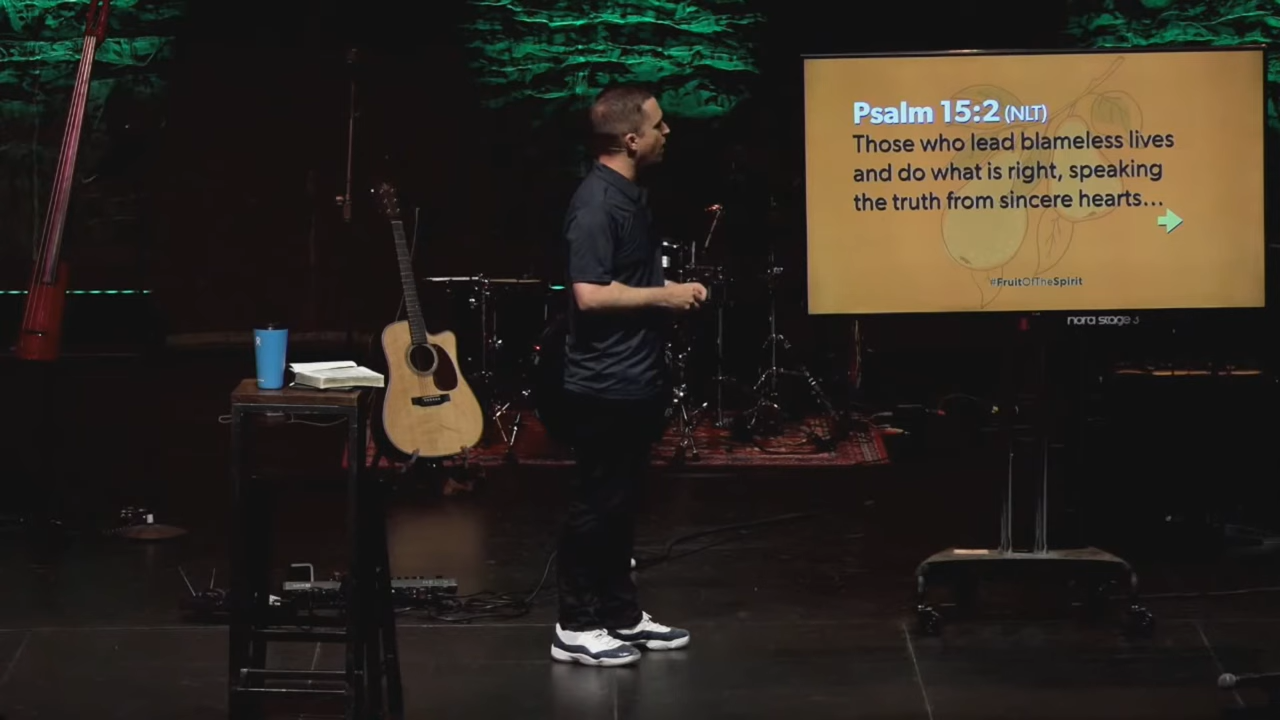 Psalm 15:2 (NLT)
Those who lead blameless lives
and do what is right, speaking
the truth from sincere hearts...
#FruitOfTheSpirit
nora stage 3